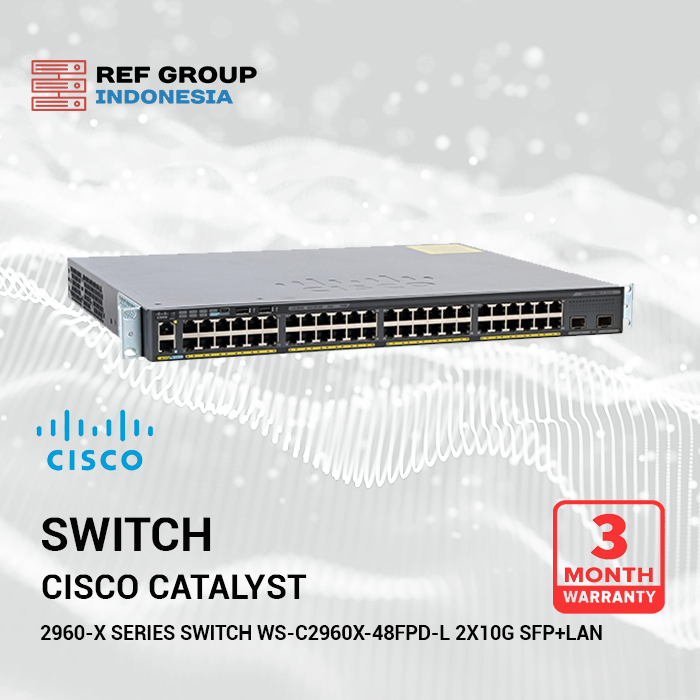 REF GROUP
INDONESIA
CISCO
SWITCH
CISCO CATALYST
2960-X SERIES SWITCH WS-C2960X-48FPD-L 2X10G SFP+LAN
3
MONTH
WARRANTY